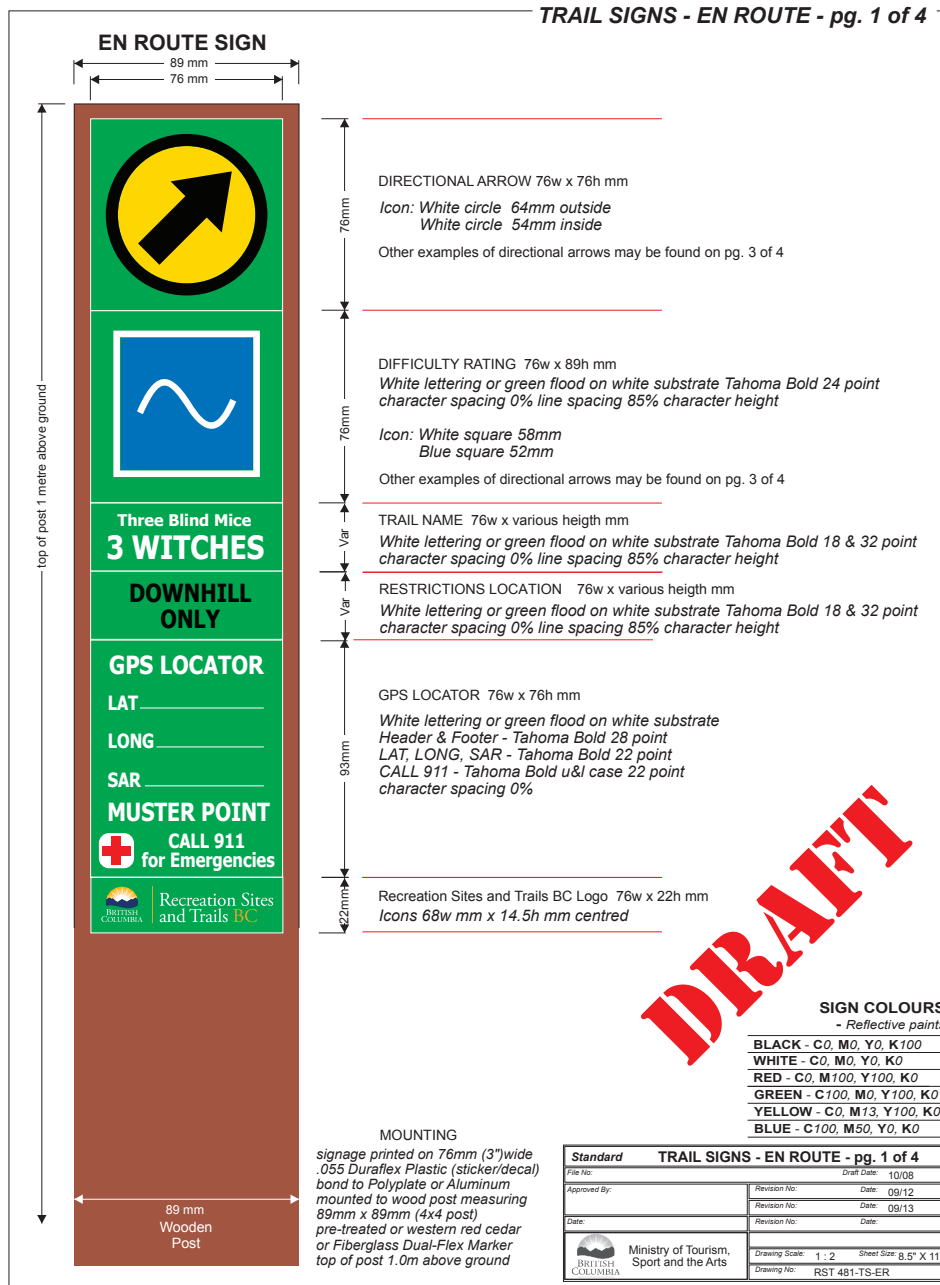 TRAIL SIGNS - EN ROUTE - pg. 1 of 4
EN ROUTE SIGN
89 mm
76 mm
top of post 1 metre above ground
76mm
DIRECTIONAL ARROW 76w x 76h mm
Icon: White circle 64mm outside
White circle 54mm inside
Other examples of directional arrows may be found on pg. 3 of 4
76mm
DIFFICULTY RATING 76w x 89h mm
White lettering or green flood on white substrate Tahoma Bold 24 point
character spacing 0% line spacing 85% character height
Icon: White square 58mm
Blue square 52mm
Other examples of directional arrows may be found on pg. 3 of 4
Three Blind Mice
3 WITCHES
Var
TRAIL NAME 76w x various heigth mm
White lettering or green flood on white substrate Tahoma Bold 18 & 32 point
character spacing 0% line spacing 85% character height
DOWNHILL
ONLY
Var
RESTRICTIONS LOCATION 76w x various heigth mm
White lettering or green flood on white substrate Tahoma Bold 18 & 32 point
character spacing 0% line spacing 85% character height
GPS LOCATOR
LAT
LONG
SAR
MUSTER POINT
CALL 911
for Emergencies
93mm
GPS LOCATOR 76w x 76h mm
White lettering or green flood on white substrate
Header & Footer - Tahoma Bold 28 point
LAT, LONG, SAR - Tahoma Bold 22 point
CALL 911 - Tahoma Bold u&l case 22 point
character spacing 0%
BRITISH
COLUMBIA
Recreation Sites
and Trails BC
22mm
Recreation Sites and Trails BC Logo 76w x 22h mm
Icons 68w mm x 14.5h mm centred
DRAFT
SIGN COLOURS
- Reflective paints
BLACK - C0, M0, Y0, K100
WHITE - C0, M0, Y0, K0
RED - C0, M100, Y100, K0
GREEN - C100, M0, Y100, K0
YELLOW - C0, M13, Y100, K0
BLUE - C100, M50, Y0, K0
89 mm
Wooden
Post
MOUNTING
signage printed on 76mm (3")wide
.055 Duraflex Plastic (sticker/decal)
bond to Polyplate or Aluminum
mounted to wood post measuring
89mm x 89mm (4x4 post)
pre-treated or western red cedar
or Fiberglass Dual-Flex Marker
top of post 1.0m above ground
Standard TRAIL SIGNS - EN ROUTE - pg. 1 of 4
File No: Draft Date: 10/08
Approved By: Revision No: Date: 09/12
Revision No: Date: 09/13
Date: Revision No: Date:
BRITISH
COLUMBIA
Ministry of Tourism,
Sport and the Arts
Drawing Scale: 1 : 2 Sheet Size: 8.5" X 11
Drawing No: RST 481-TS-ER